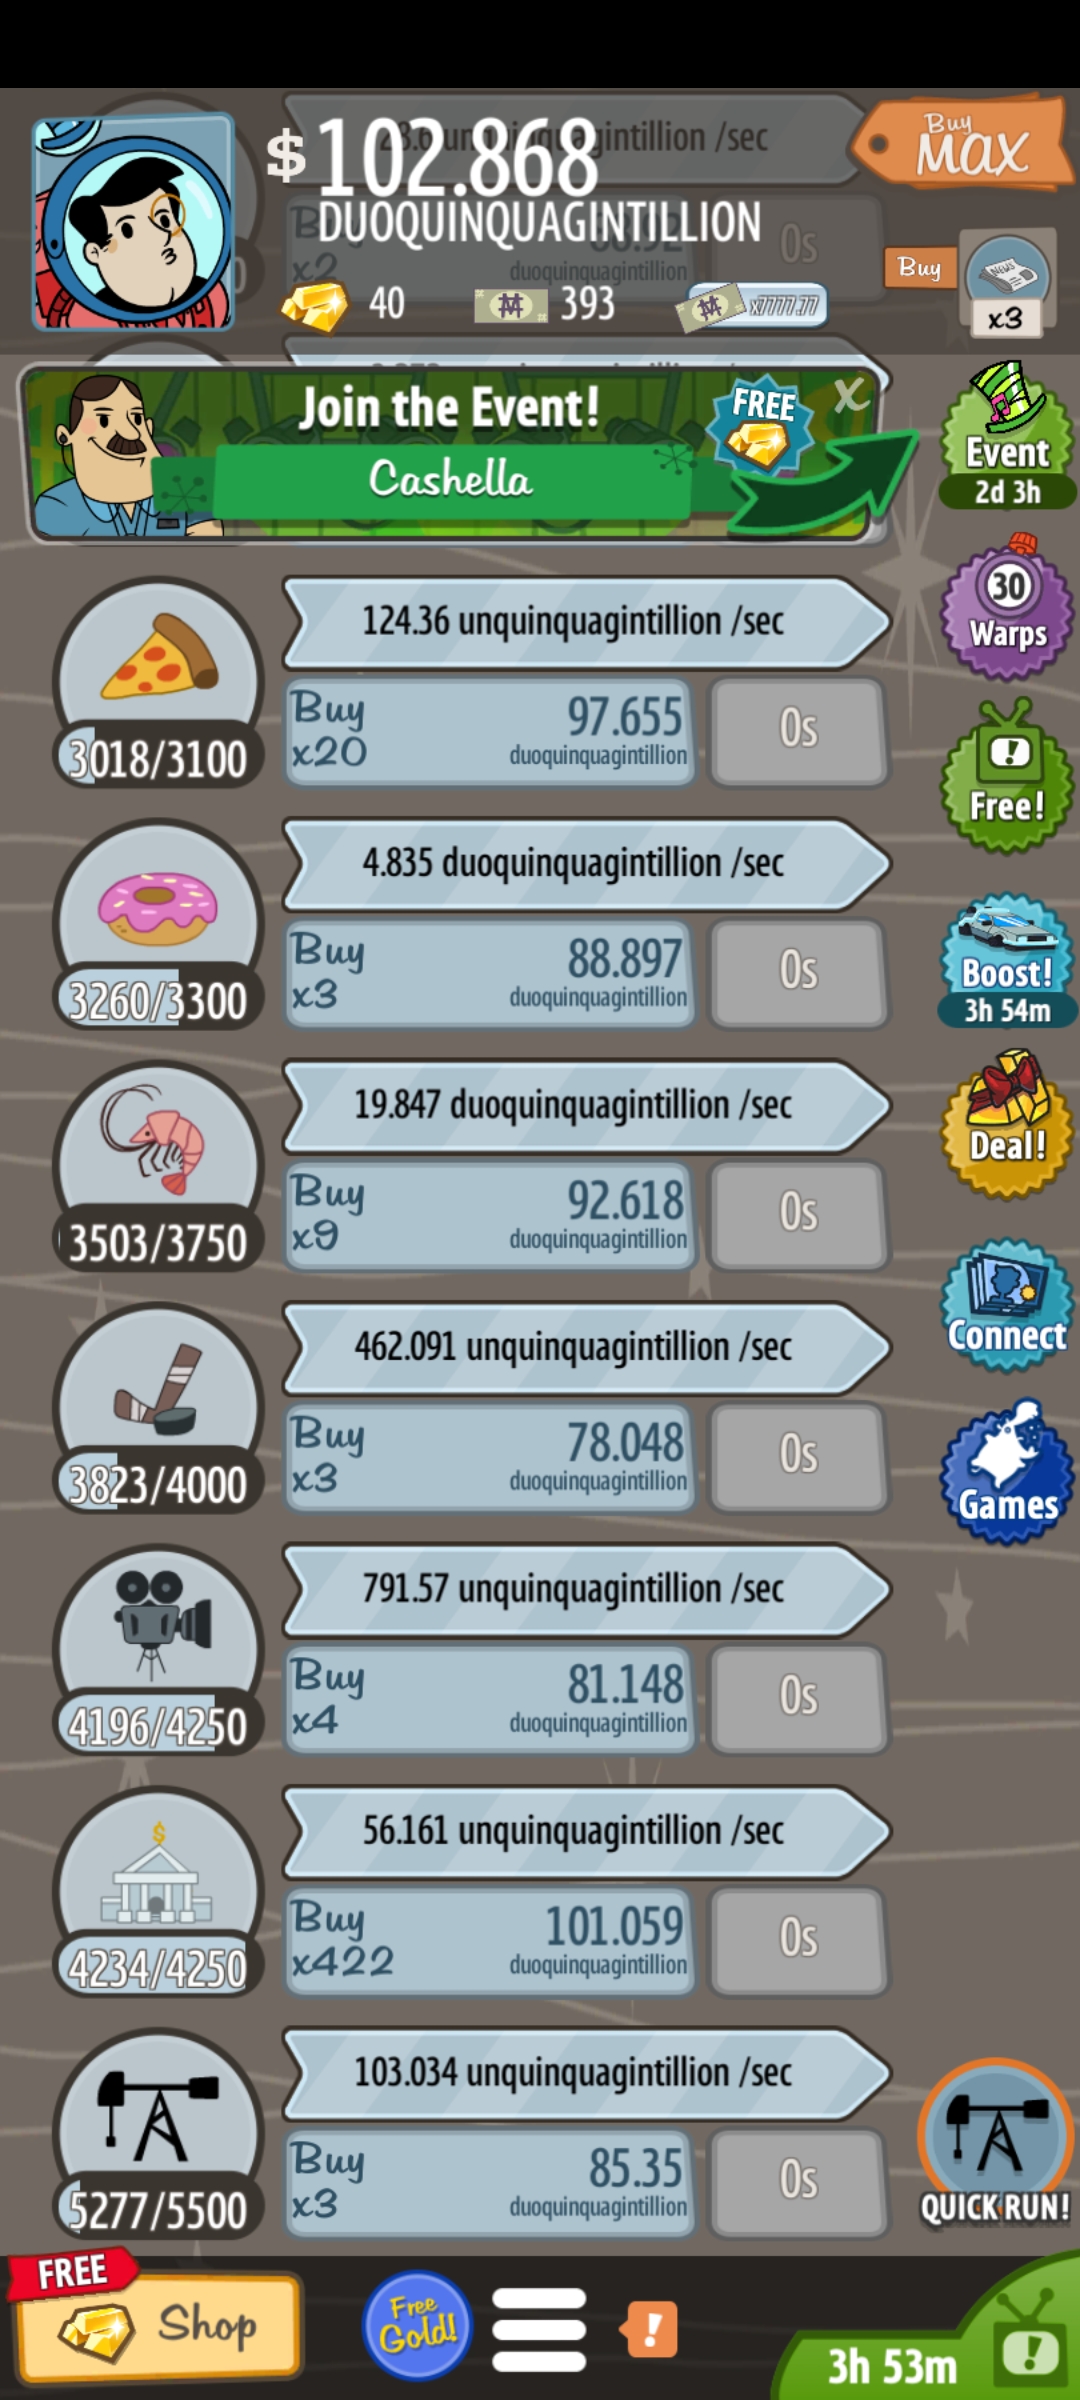 $102.868
DUOQUINQUAGINTILLION
40
393
x7777.77
Buy
MAX
Buy
NEWS
x3
/sec
Buy
x2
duoquinquagintillion
0s
Join the Event!
Cashella
FREE
X
Event
2d 3h
124.36 unquinquagintillion /sec
3018/3100
Buy
x20
97.655
duoquinquagintillion
0s
30
Warps
Free!
4.835 duoquinquagintillion /sec
3260/3300
Buy
x3
88.897
duoquinquagintillion
0s
Boost!
3h 54m
19.847 duoquinquagintillion /sec
3503/3750
Buy
x9
92.618
duoquinquagintillion
0s
Deal!
Connect
462.091 unquinquagintillion /sec
3823/4000
Buy
x3
78.048
duoquinquagintillion
0s
Games
791.57 unquinquagintillion /sec
4196/4250
Buy
x4
81.148
duoquinquagintillion
0s
$
56.161 unquinquagintillion /sec
4234/4250
Buy
x422
101.059
duoquinquagintillion
0s
103.034 unquinquagintillion /sec
5277/5500
Buy
x3
85.35
duoquinquagintillion
0s
QUICK RUN!
FREE
Shop
Free
Gold!
!
3h 53m
!